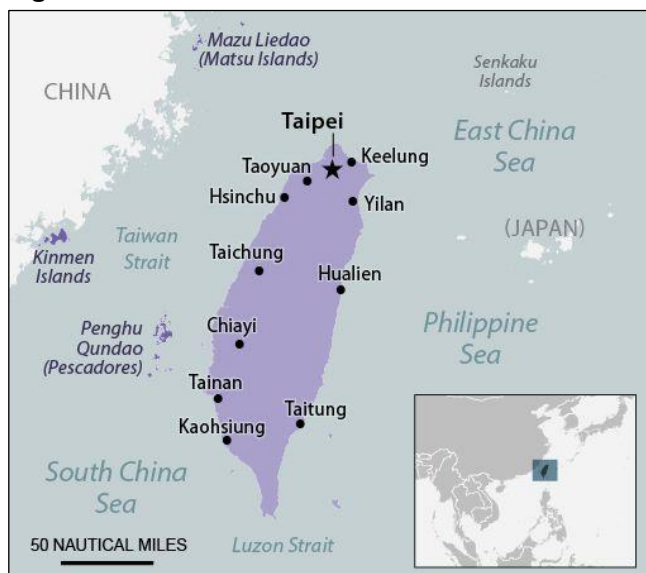 Mazu Liedao
(Matsu Islands)
Senkaku
Islands
CHINA
Taipei
East China
Sea
Keelung
Taoyuan
Hsinchu
Yilan
(JAPAN)
Taiwan
Strait
Kinmen
Islands
Taichung
Hualien
Penghu
Qundao
(Pescadores)
Chiayi
Philippine
Sea
Tainan
Taitung
Kaohsiung
South China
Sea
50 NAUTICAL MILES
Luzon Strait